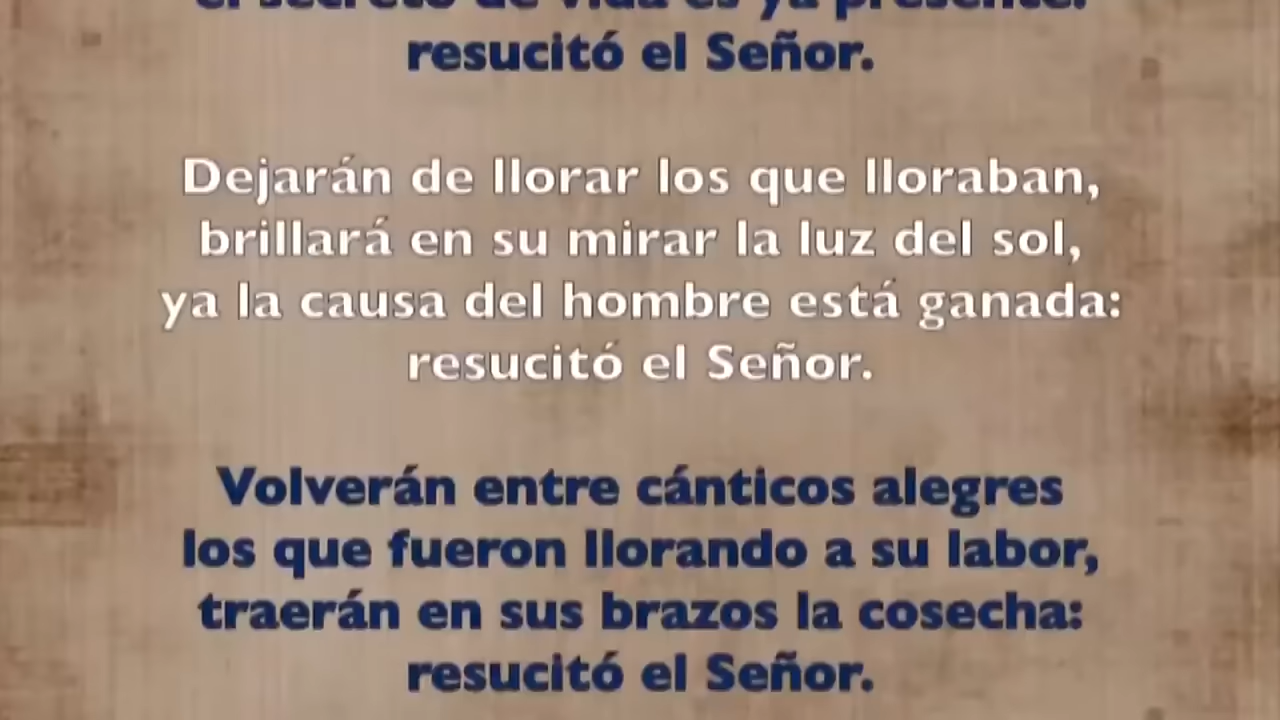 el secreto de vida es ya presente:
resucitó el Señor.
Dejarán de llorar los que lloraban,
brillará en su mirar la luz del sol,
ya la causa del hombre está ganada:
resucitó el Señor.
Volverán entre cánticos alegres
los que fueron llorando a su labor,
traerán en sus brazos la cosecha:
resucitó el Señor.